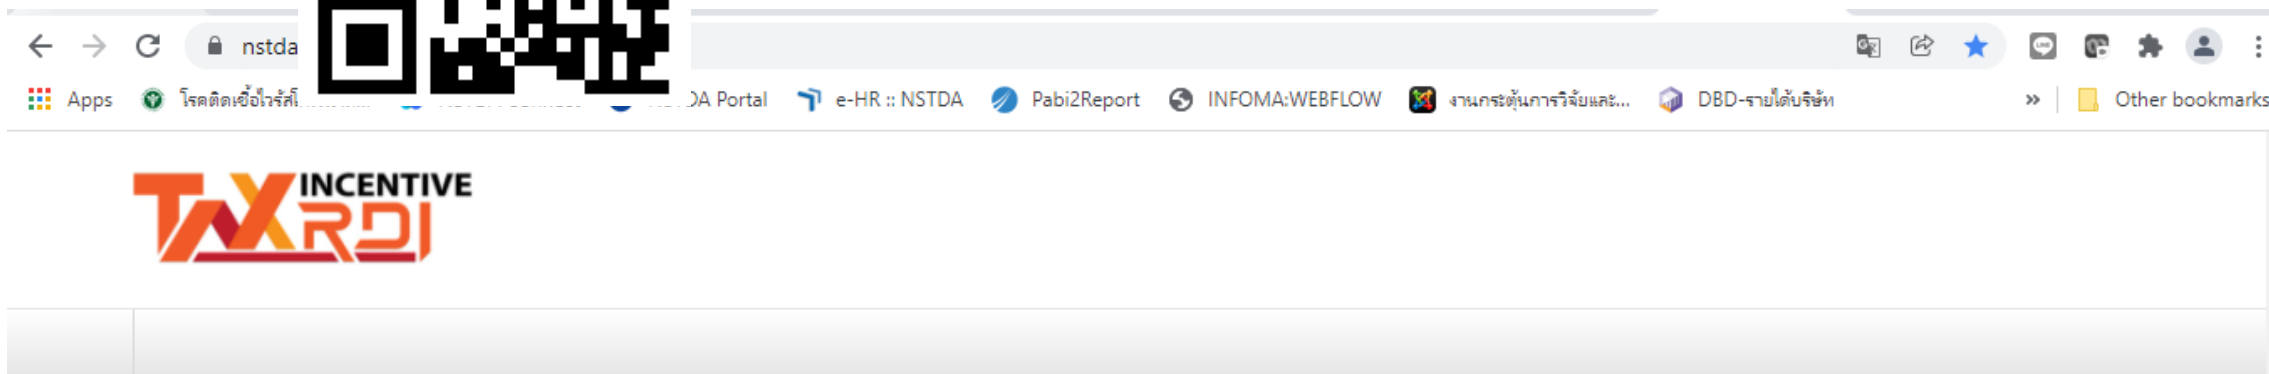 nstda
Apps โรคติดเชื้อไวรัสโ DA Portal e-HR :: NSTDA Pabi2Report INFOMA:WEBFLOW งานกระตุ้นการวิจัยและ... DBD-รายได้บริษัท » Other bookmarks
TAX INCENTIVE
RDI